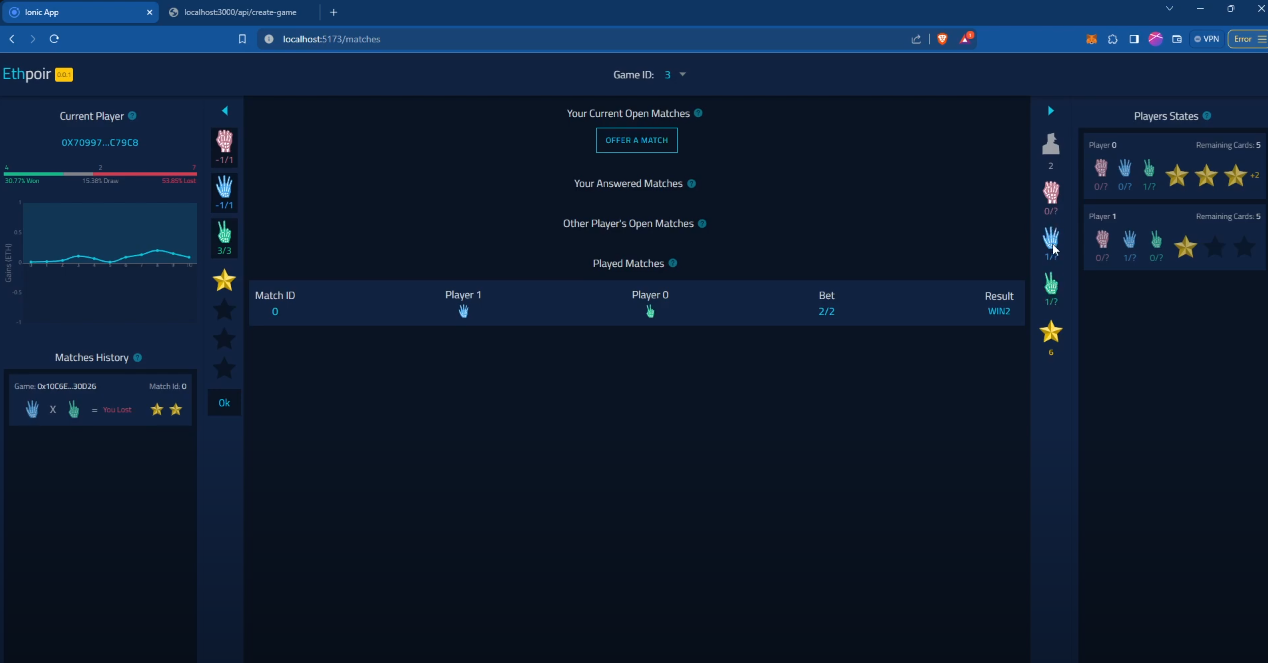 Ionic App
localhost:3000/api/create-game
localhost:5173/matches
1
VPN
Error
Ethpoir 0.0.1
Game ID: 3
Current Player ?
0X70997...C79C8
4 2 7
30.77% Won 15.38% Draw 53.85% Lost
1
0.5
0
-0.5
-1
Gains (ETH)
Matches History ?
Game: 0x10C6E...30D26 Match Id: 0
X = You Lost
-1/1
-1/1
3/3
Ok
Your Current Open Matches ?
OFFER A MATCH
Your Answered Matches ?
Other Player's Open Matches ?
Played Matches ?
Match ID Player 1 Player 0 Bet Result
0 2/2 WIN2
2
0/?
1/?
1/?
6
Players States ?
Player 0 Remaining Cards: 5
0/? 0/? 1/? +2
Player 1 Remaining Cards: 5
0/? 1/? 0/?